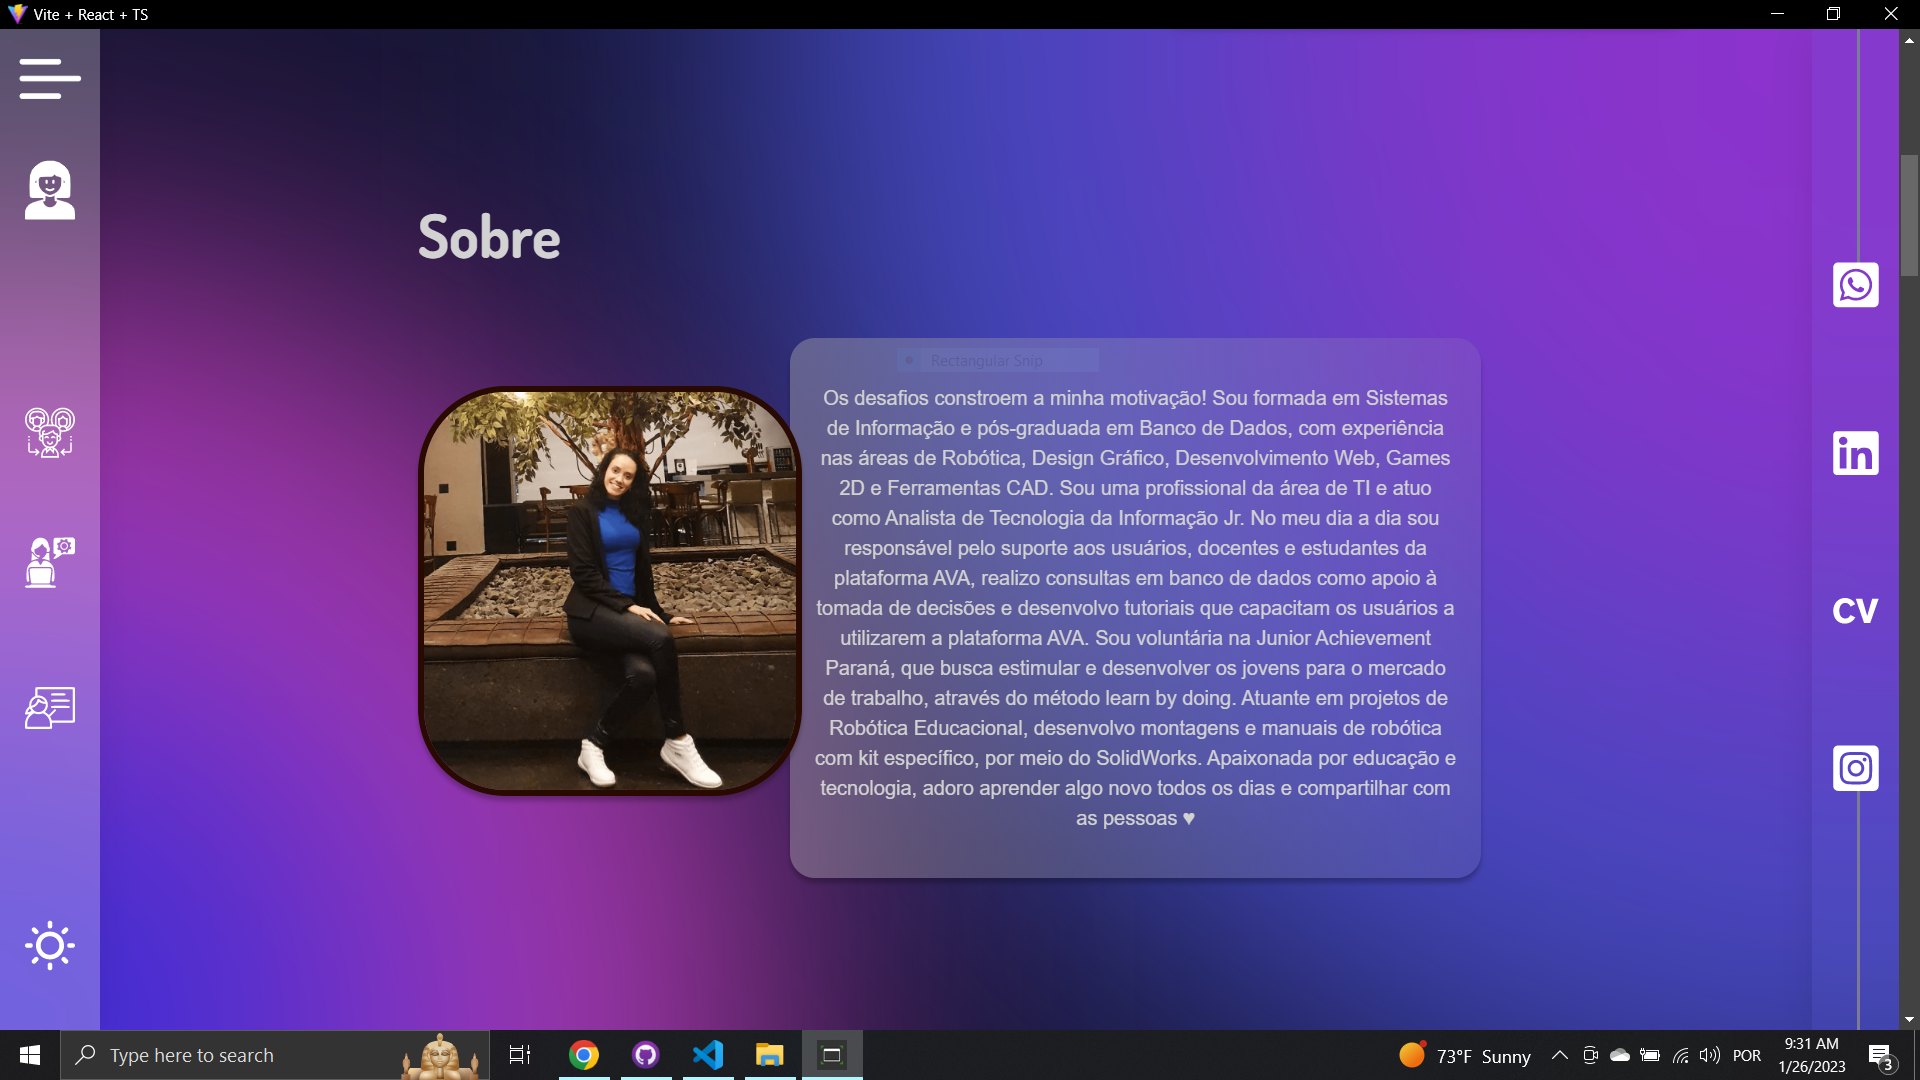 Vite + React + TS
Sobre
Rectangular Snip
Os desafios constroem a minha motivação! Sou formada em Sistemas
de Informação e pós-graduada em Banco de Dados, com experiência
nas áreas de Robótica, Design Gráfico, Desenvolvimento Web, Games
2D e Ferramentas CAD. Sou uma profissional da área de TI e atuo
como Analista de Tecnologia da Informação Jr. No meu dia a dia sou
responsável pelo suporte aos usuários, docentes e estudantes da
plataforma AVA, realizo consultas em banco de dados como apoio à
tomada de decisões e desenvolvo tutoriais que capacitam os usuários a
utilizarem a plataforma AVA. Sou voluntária na Junior Achievement
Paraná, que busca estimular e desenvolver os jovens para o mercado
de trabalho, através do método learn by doing. Atuante em projetos de
Robótica Educacional, desenvolvo montagens e manuais de robótica
com kit específico, por meio do SolidWorks. Apaixonada por educação e
tecnologia, adoro aprender algo novo todos os dias e compartilhar com
as pessoas ♥
in
CV
Type here to search
73°F Sunny
POR
9:31 AM
1/26/2023
3